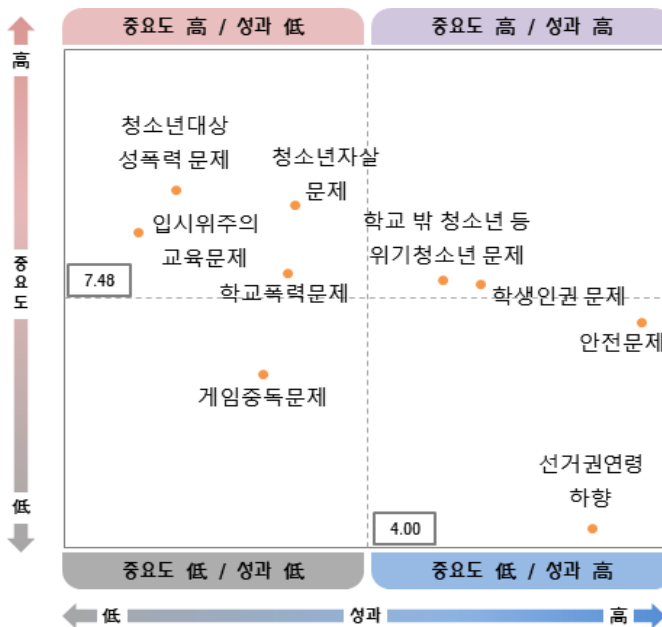 중요도 高 / 성과 低
중요도 高 / 성과 高
高
청소년대상
성폭력 문제
청소년자살
문제
입시위주의
교육문제
학교 밖 청소년 등
위기청소년 문제
중요도
7.48
학교폭력문제
학생인권 문제
안전문제
게임중독문제
선거권연령
하향
低
4.00
중요도 低 / 성과 低
중요도 低 / 성과 高
低
성과
高